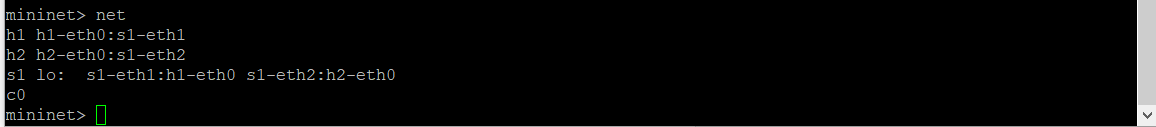 mininet> net
h1 h1-eth0:s1-eth1
h2 h2-eth0:s1-eth2
s1 lo:  s1-eth1:h1-eth0 s1-eth2:h2-eth0
c0
mininet>